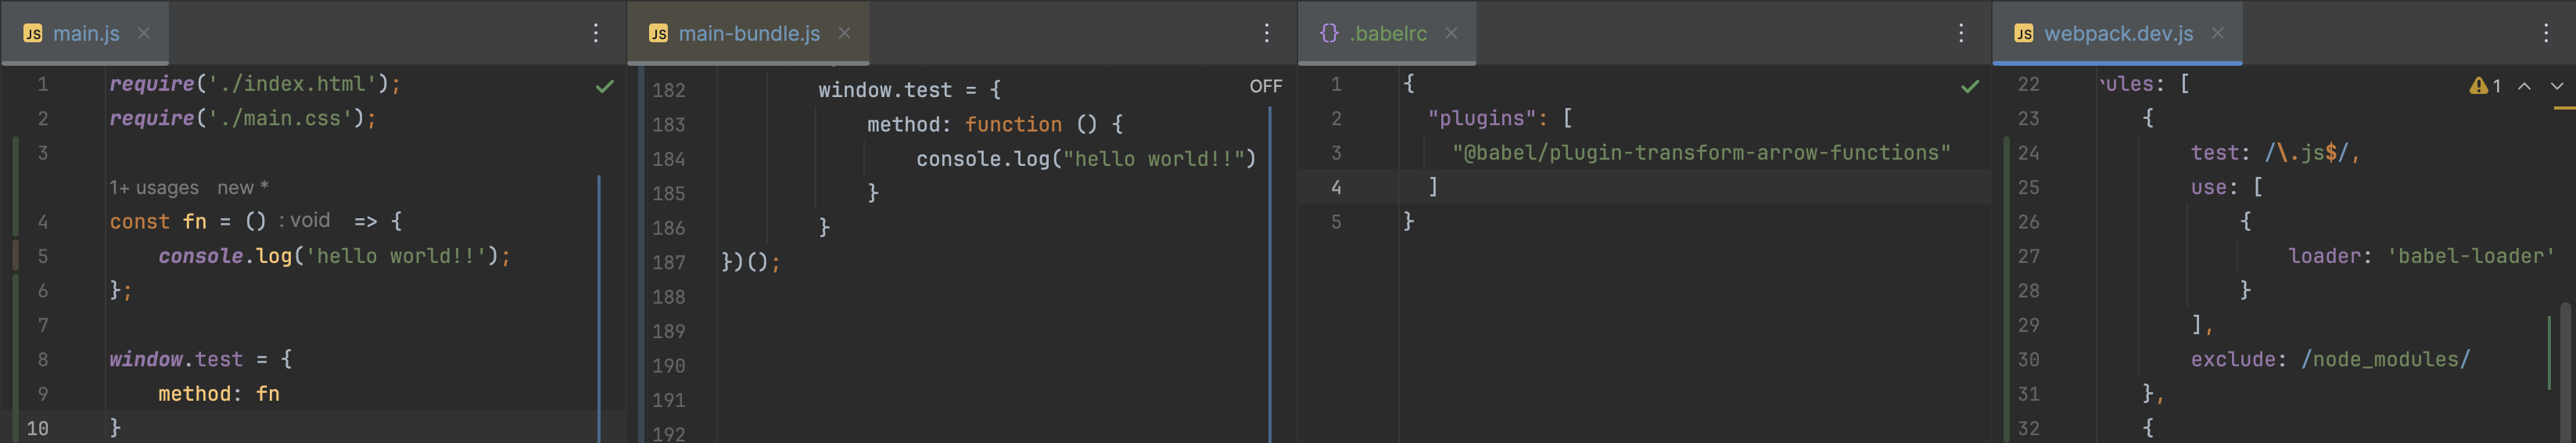 main.js
1 require('./index.html');
2 require('./main.css');
3
1+ usages new *
4 const fn = () : void => {
5 console.log('hello world!!');
6 };
7
8 window.test = {
9 method: fn
10 }
main-bundle.js
182 window.test = {
OFF
183 method: function () {
184 console.log("hello world!!")
185 }
186 }
187 })();
188
189
190
191
192
.babelrc
1 {
2 "plugins": [
3 "@babel/plugin-transform-arrow-functions"
4 ]
5 }
webpack.dev.js
22 ules: [
1
23 {
24 test: /\.js$/,
25 use: [
26 {
27 loader: 'babel-loader'
28 }
29 ],
30 exclude: /node_modules/
31 },
32 {